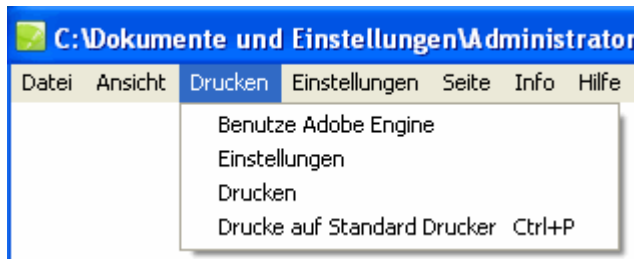 C:\Dokumente und Einstellungen\Administrator
Datei Ansicht Drucken Einstellungen Seite Info Hilfe
Benutze Adobe Engine
Einstellungen
Drucken
Drucke auf Standard Drucker Ctrl+P